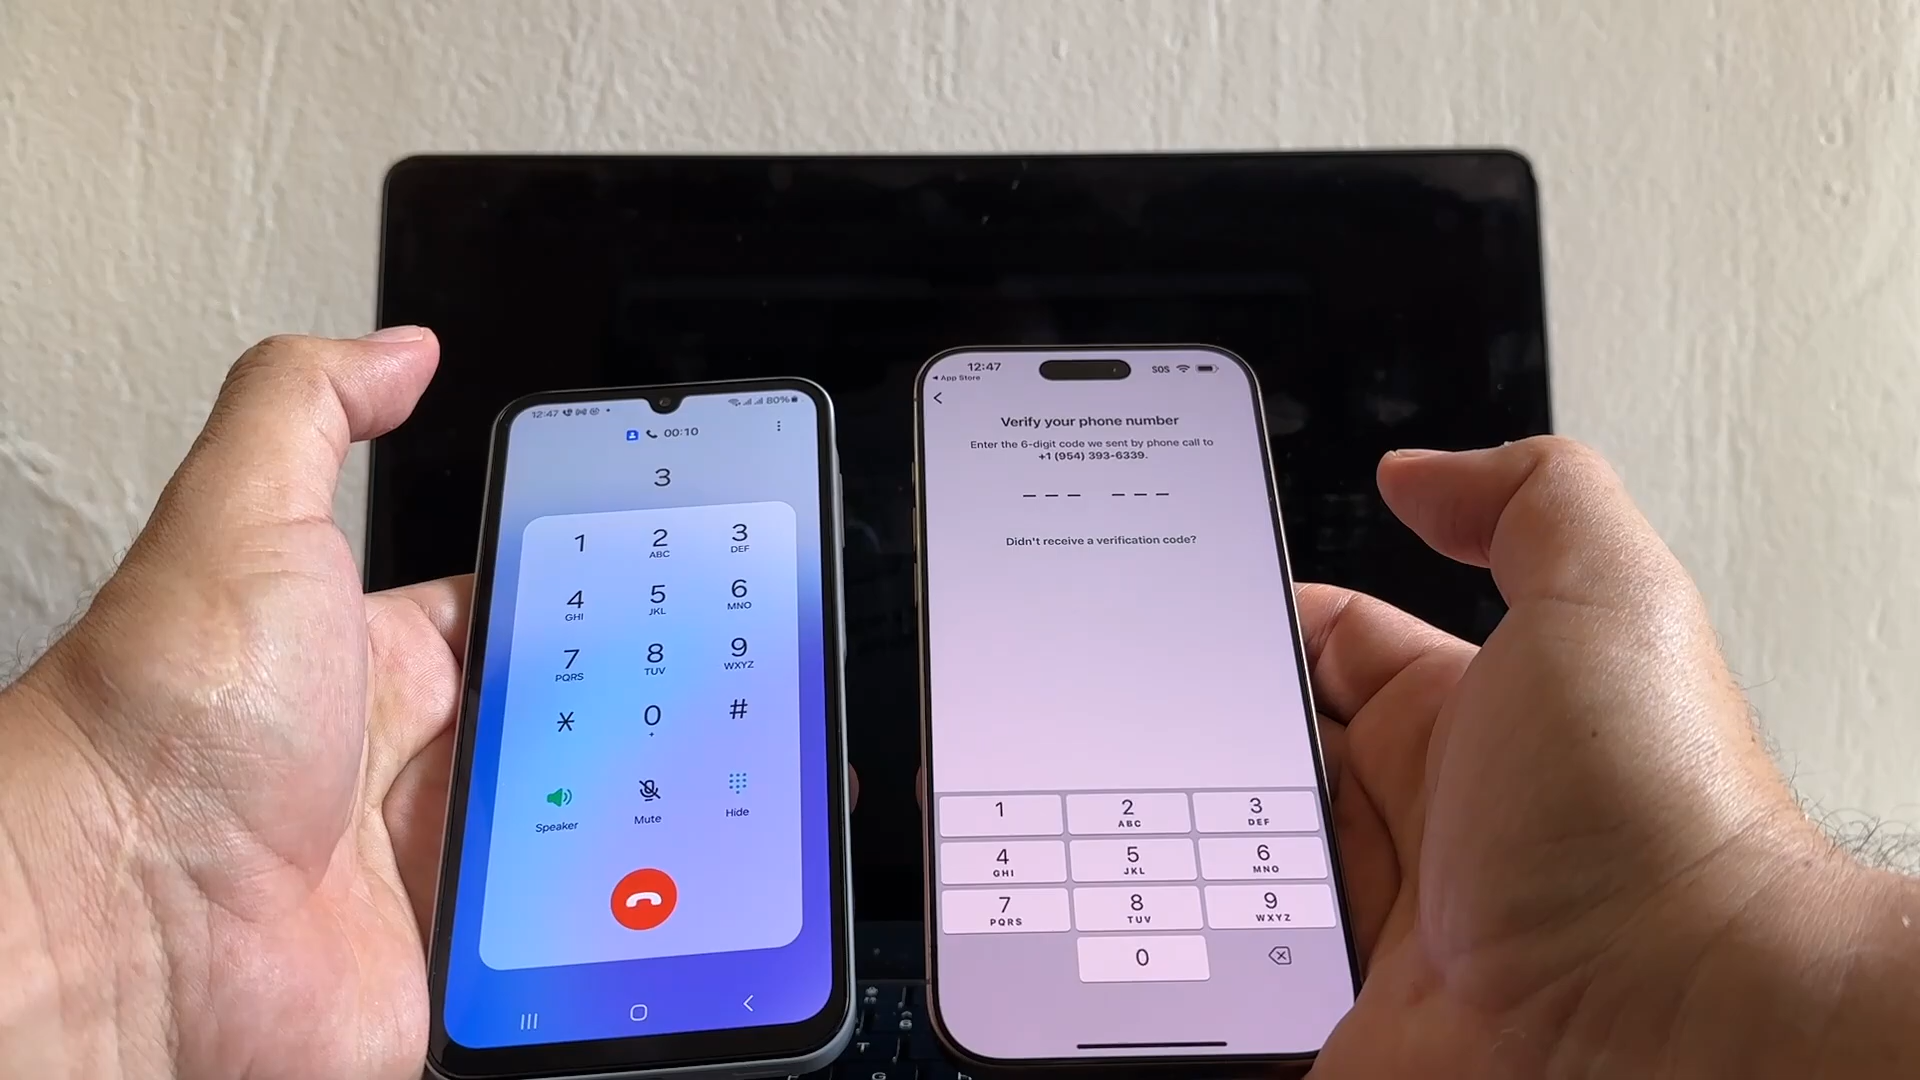 12:47
80%
00:10
3
1
2
ABC
3
DEF
4
GHI
5
JKL
6
MNO
7
PQRS
8
TUV
9
WXYZ
*
0
+
#
Speaker
Mute
Hide
12:47
SOS
App Store
Verify your phone number
Enter the 6-digit code we sent by phone call to
+1 (954) 393-6339.
Didn't receive a verification code?
1
2
ABC
3
DEF
4
GHI
5
JKL
6
MNO
7
PQRS
8
TUV
9
WXYZ
0
T
G